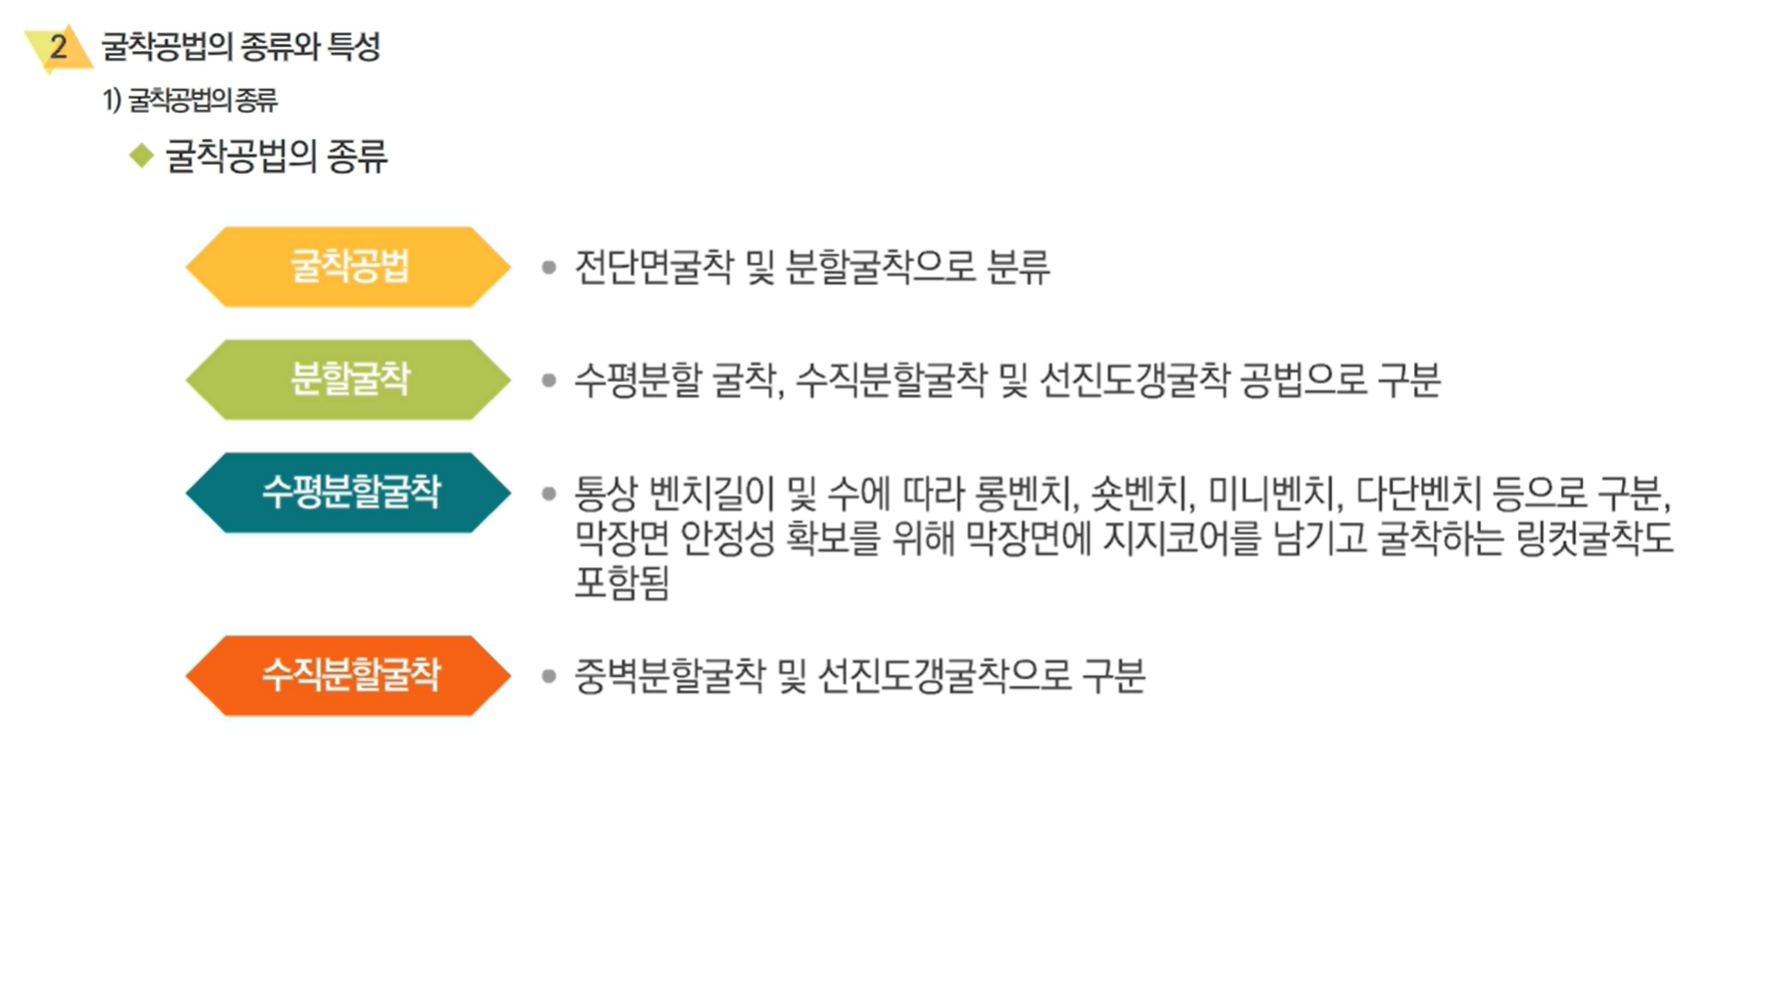 2 굴착공법의 종류와 특성
1) 굴착공법의 종류
굴착공법의 종류
굴착공법
전단면굴착 및 분할굴착으로 분류
분할굴착
수평분할 굴착, 수직분할굴착 및 선진도갱굴착 공법으로 구분
수평분할굴착
통상 벤치길이 및 수에 따라 롱벤치, 숏벤치, 미니벤치, 다단벤치 등으로 구분,
막장면 안정성 확보를 위해 막장면에 지지코어를 남기고 굴착하는 링컷굴착도
포함됨
수직분할굴착
중벽분할굴착 및 선진도갱굴착으로 구분